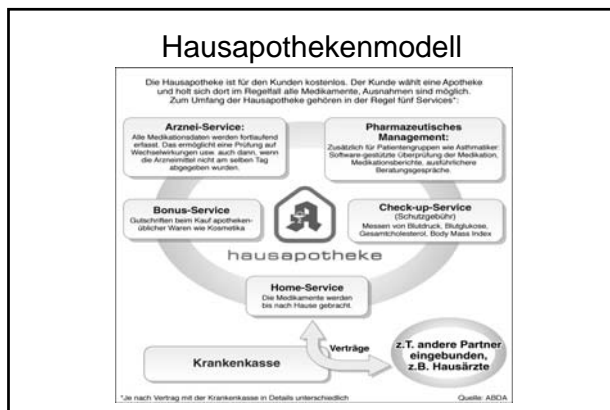 Hausapothekenmodell
Die Hausapotheke ist für den Kunden kostenlos. Der Kunde wählt eine Apotheke
und holt sich dort im Regelfall alle Medikamente, Ausnahmen sind möglich.
Zum Umfang der Hausapotheke gehören in der Regel fünf Services*:
Arznei-Service:
Alle Medikationsdaten werden fortlaufend
erfasst. Das ermöglicht eine Prüfung auf
Wechselwirkungen usw. auch dann, wenn
die Arzneimittel nicht am selben Tag
abgegeben wurden.
Pharmazeutisches
Management:
Zusätzlich für Patientengruppen wie Asthmatiker:
Software-gestützte Überprüfung der Medikation,
Medikationsberichte, ausführlichere
Beratungsgespräche.
Bonus-Service
Gutschriften beim Kauf apotheken-
üblicher Waren wie Kosmetika
Check-up-Service
(Schutzgebühr)
Messen von Blutdruck, Blutglukose,
Gesamtcholesterol, Body Mass Index
hausapotheke
Home-Service
Die Medikamente werden
bis nach Hause gebracht.
Krankenkasse
Verträge
z.T. andere Partner
eingebunden,
z.B. Hausärzte
*Je nach Vertrag mit der Krankenkasse in Details unterschiedlich
Quelle: ABDA